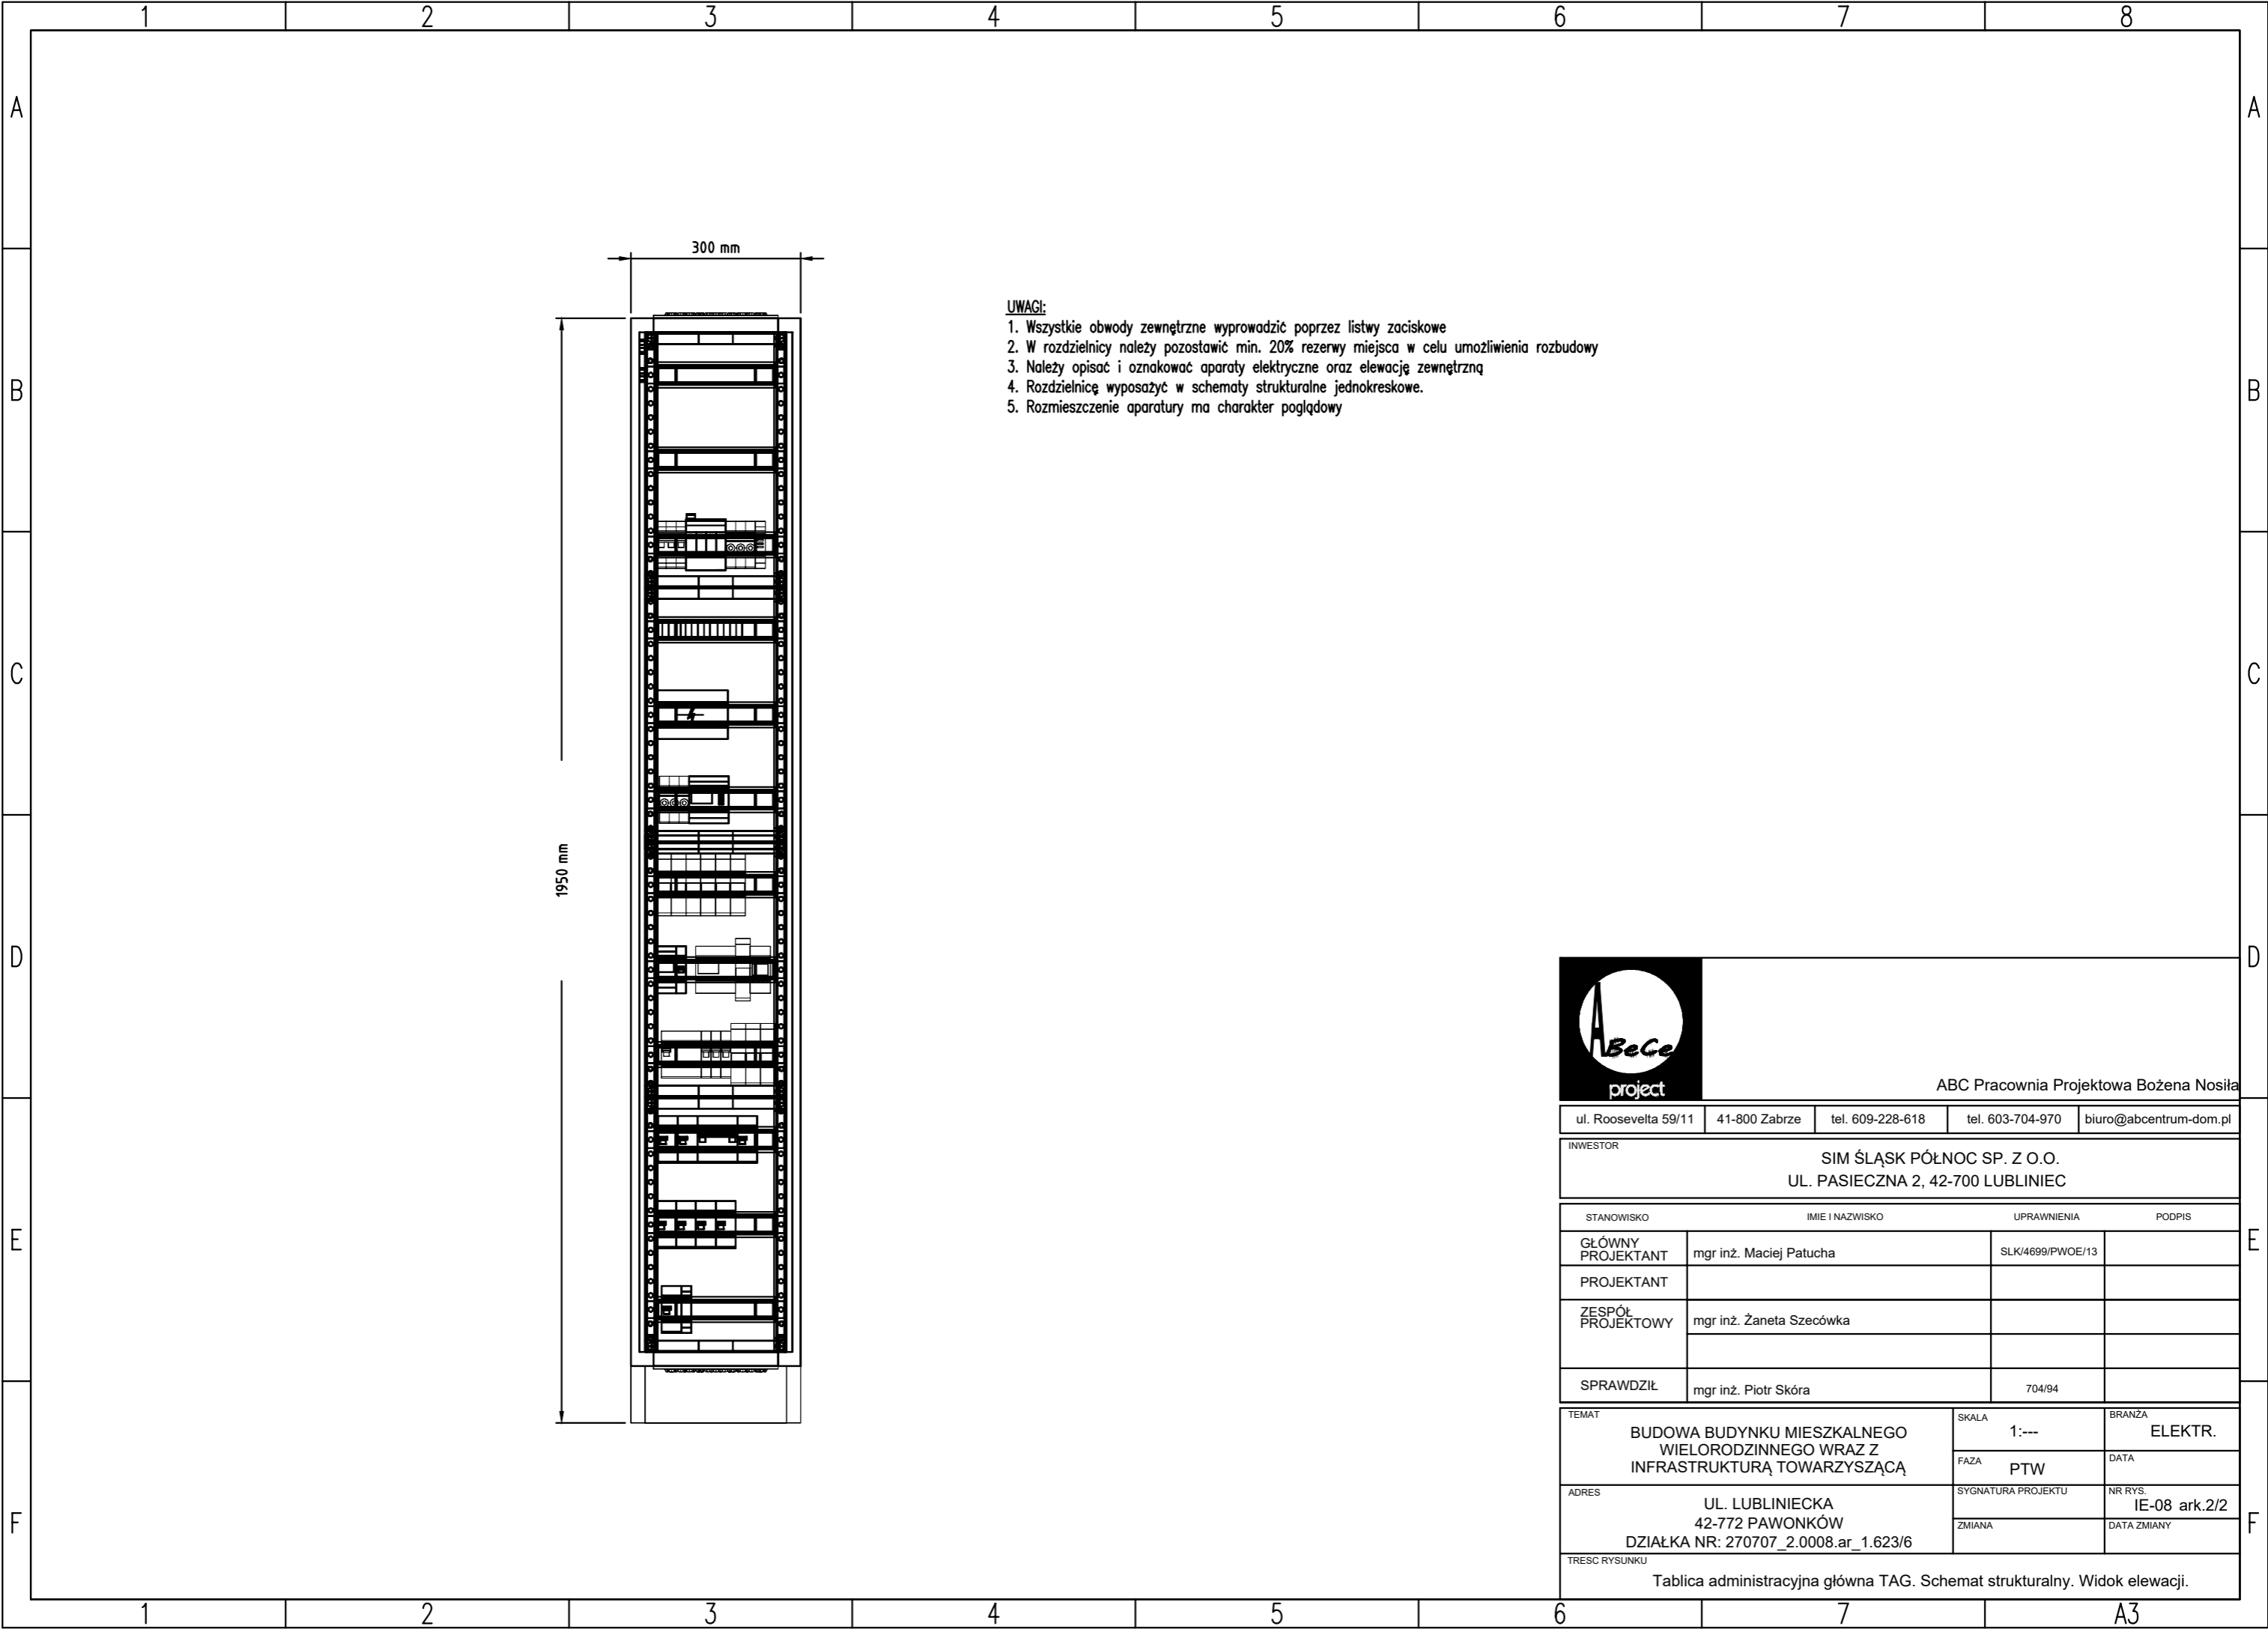 1 2 3 4 5 6 7 8
A A
B B
C C
D D
E E
F F
300 mm
1950 mm
UWAGI:
1. Wszystkie obwody zewnętrzne wyprowadzić poprzez listwy zaciskowe
2. W rozdzielnicy należy pozostawić min. 20% rezerwy miejsca w celu umożliwienia rozbudowy
3. Należy opisać i oznakować aparaty elektryczne oraz elewację zewnętrzną
4. Rozdzielnicę wyposażyć w schematy strukturalne jednokreskowe.
5. Rozmieszczenie aparatury ma charakter poglądowy
ABeCe
project
ABC Pracownia Projektowa Bożena Nosiła
ul. Roosevelta 59/11 41-800 Zabrze tel. 609-228-618 tel. 603-704-970 biuro@abcentrum-dom.pl
INWESTOR
SIM ŚLĄSK PÓŁNOC SP. Z O.O.
UL. PASIECZNA 2, 42-700 LUBLINIEC
STANOWISKO IMIE I NAZWISKO UPRAWNIENIA PODPIS
GŁÓWNY
PROJEKTANT mgr inż. Maciej Patucha SLK/4699/PWOE/13
PROJEKTANT
ZESPÓŁ
PROJEKTOWY mgr inż. Żaneta Szecówka
SPRAWDZIŁ mgr inż. Piotr Skóra 704/94
TEMAT
BUDOWA BUDYNKU MIESZKALNEGO
WIELORODZINNEGO WRAZ Z
INFRASTRUKTURĄ TOWARZYSZĄCĄ
SKALA
1:---
BRANŻA
ELEKTR.
FAZA
PTW
DATA
ADRES
UL. LUBLINIECKA
42-772 PAWONKÓW
DZIAŁKA NR: 270707_2.0008.ar_1.623/6
SYGNATURA PROJEKTU
NR RYS.
IE-08 ark.2/2
ZMIANA
DATA ZMIANY
TRESC RYSUNKU
Tablica administracyjna główna TAG. Schemat strukturalny. Widok elewacji.
1 2 3 4 5 6 7 A3